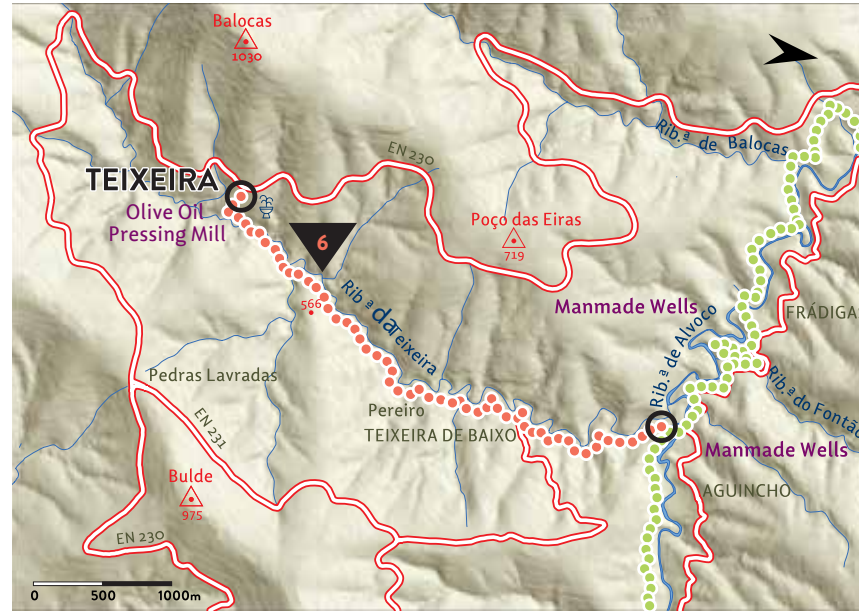 Balocas
1030
EN 230
Rib.ª de Balocas
TEIXEIRA
Olive Oil
Pressing Mill
6
Poço das Eiras
719
566
Rib.ª da Teixeira
Manmade Wells
Rib.ª de Alvoco
FRÁDIGAS
Pedras Lavradas
Rib.ª do Fontão
Pereiro
TEIXEIRA DE BAIXO
EN 231
Manmade Wells
Bulde
975
AGUINCHO
EN 230
0 500 1000m